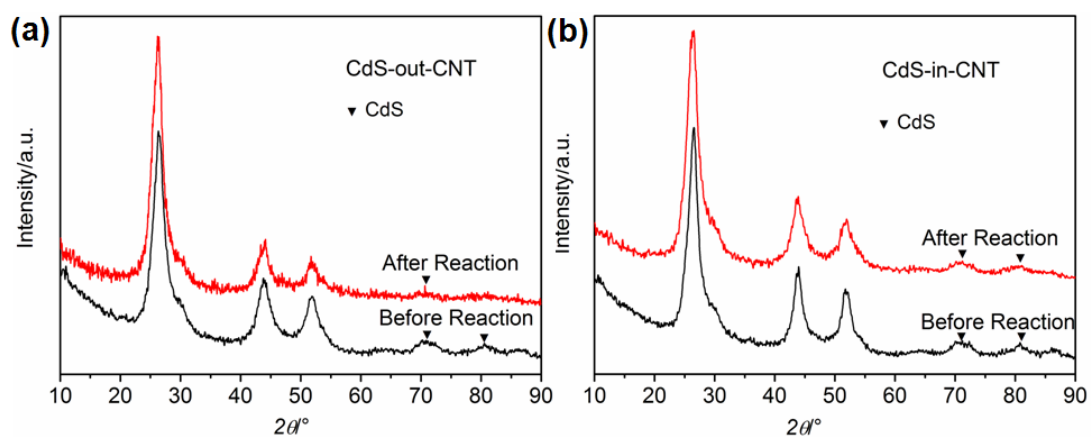 (a)
CdS-out-CNT
▼ CdS
After Reaction
Before Reaction
Intensity/a.u.
10 20 30 40 50 60 70 80 90
2θ/°
(b)
CdS-in-CNT
▼ CdS
After Reaction
Before Reaction
Intensity/a.u.
10 20 30 40 50 60 70 80 90
2θ/°